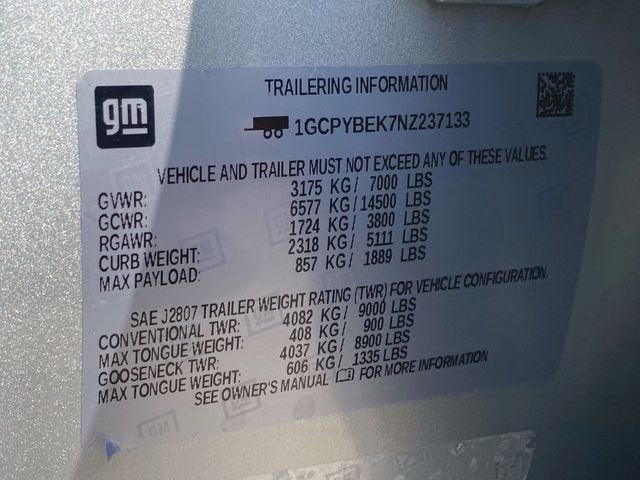 gm
TRAILERING INFORMATION
1GCPYBEK7NZ237133
VEHICLE AND TRAILER MUST NOT EXCEED ANY OF THESE VALUES.
GVWR: 3175 KG/ 7000 LBS
GCWR: 6577 KG/ 14500 LBS
RGAWR: 1724 KG/ 3800 LBS
CURB WEIGHT: 2318 KG/ 5111 LBS
MAX PAYLOAD: 857 KG/ 1889 LBS
SAE J2807 TRAILER WEIGHT RATING (TWR) FOR VEHICLE CONFIGURATION.
CONVENTIONAL TWR: 4082 KG/ 9000 LBS
MAX TONGUE WEIGHT: 408 KG/ 900 LBS
GOOSENECK TWR: 4037 KG/ 8900 LBS
MAX TONGUE WEIGHT: 606 KG/ 1335 LBS
SEE OWNER'S MANUAL FOR MORE INFORMATION
GM